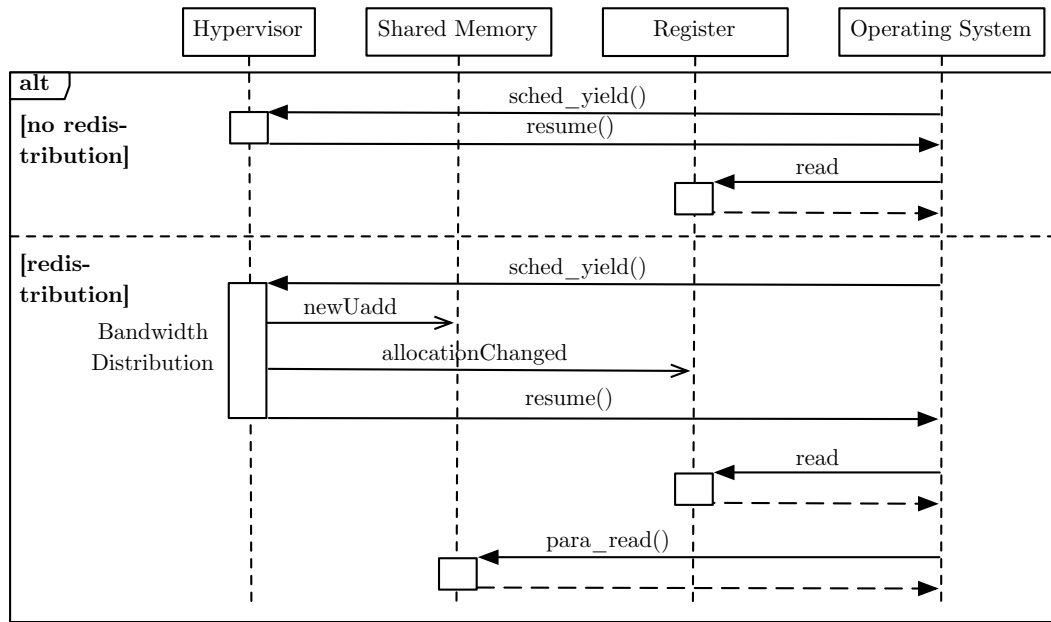 Hypervisor
Shared Memory
Register
Operating System
alt
sched_yield()
[no redis-
resume()
tribution]
read
[redis-
sched_yield()
tribution]
newUadd
Bandwidth
allocationChanged
Distribution
resume()
read
para_read()